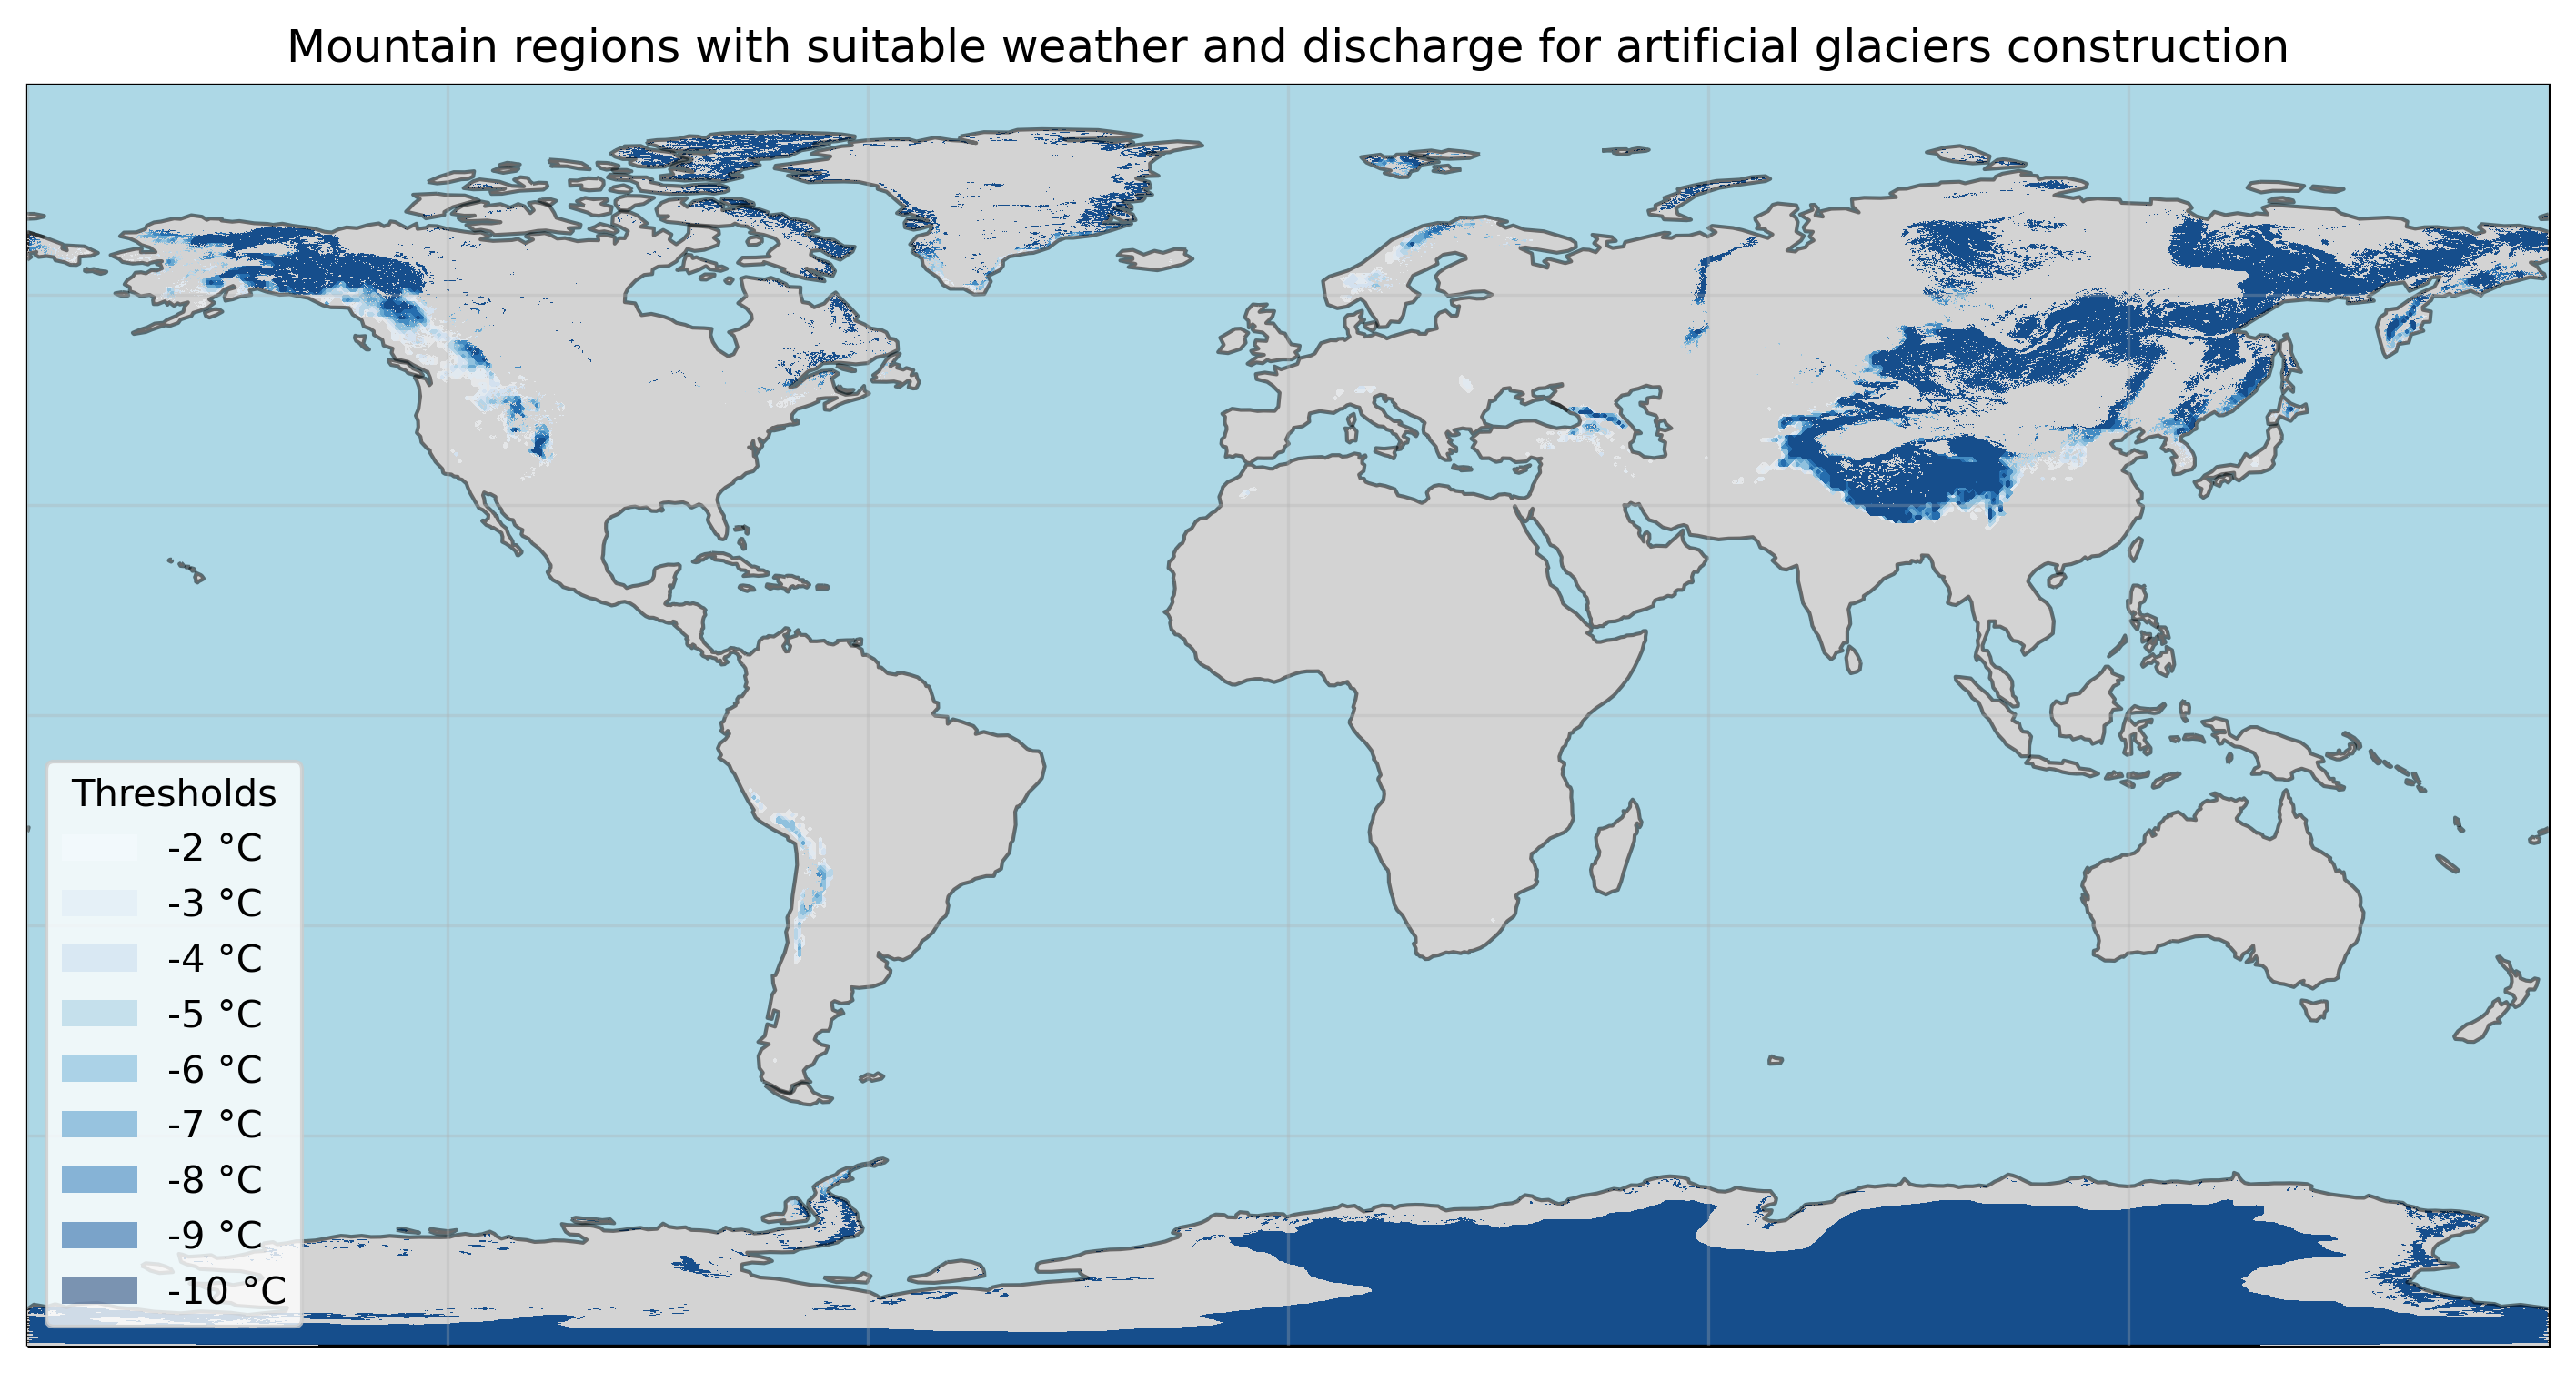 Mountain regions with suitable weather and discharge for artificial glaciers construction
Thresholds
-2 °C
-3 °C
-4 °C
-5 °C
-6 °C
-7 °C
-8 °C
-9 °C
-10 °C